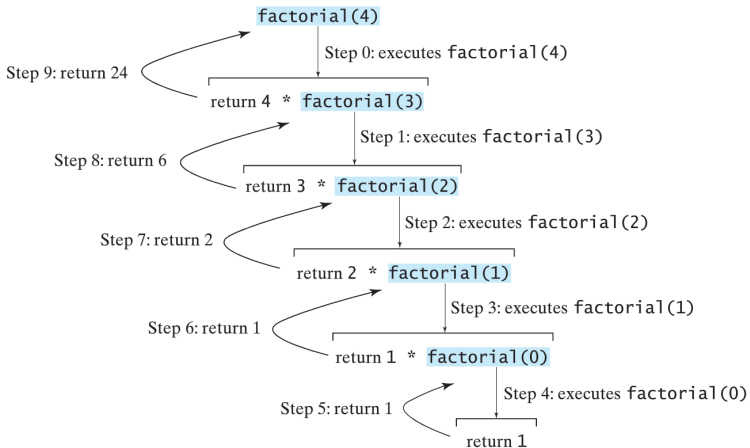 factorial(4)
Step 0: executes factorial(4)
Step 9: return 24
return 4 * factorial(3)
Step 1: executes factorial(3)
Step 8: return 6
return 3 * factorial(2)
Step 2: executes factorial(2)
Step 7: return 2
return 2 * factorial(1)
Step 3: executes factorial(1)
Step 6: return 1
return 1 * factorial(0)
Step 4: executes factorial(0)
Step 5: return 1
return 1